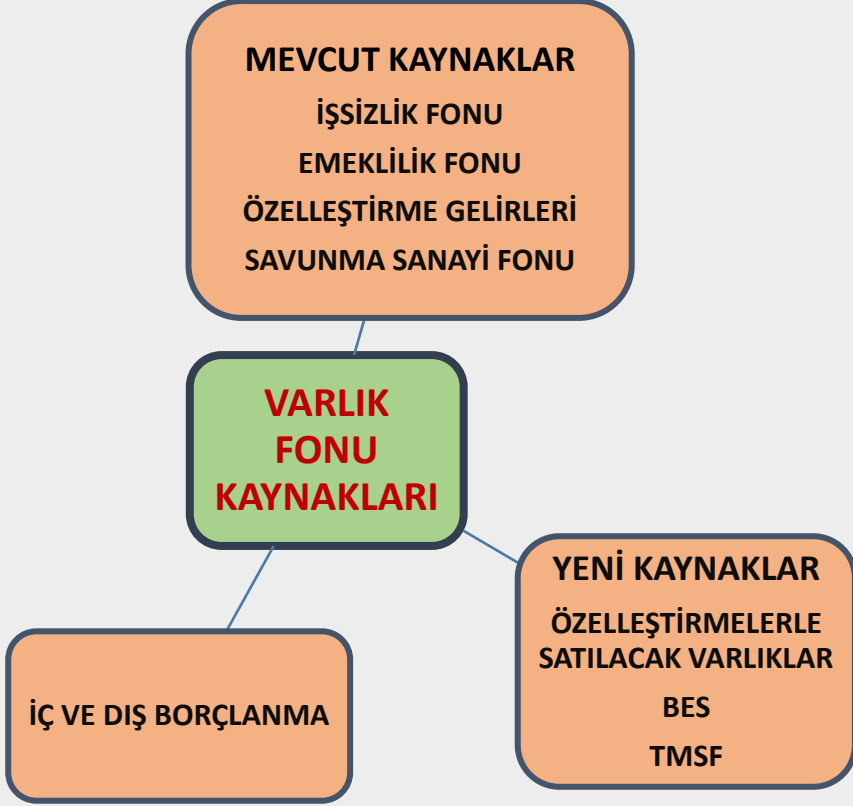 MEVCUT KAYNAKLAR
İŞSİZLİK FONU
EMEKLİLİK FONU
ÖZELLEŞTİRME GELİRLERİ
SAVUNMA SANAYİ FONU
VARLIK
FONU
KAYNAKLARI
YENİ KAYNAKLAR
ÖZELLEŞTİRMELERLE
SATILACAK VARLIKLAR
BES
TMSF
İÇ VE DIŞ BORÇLANMA